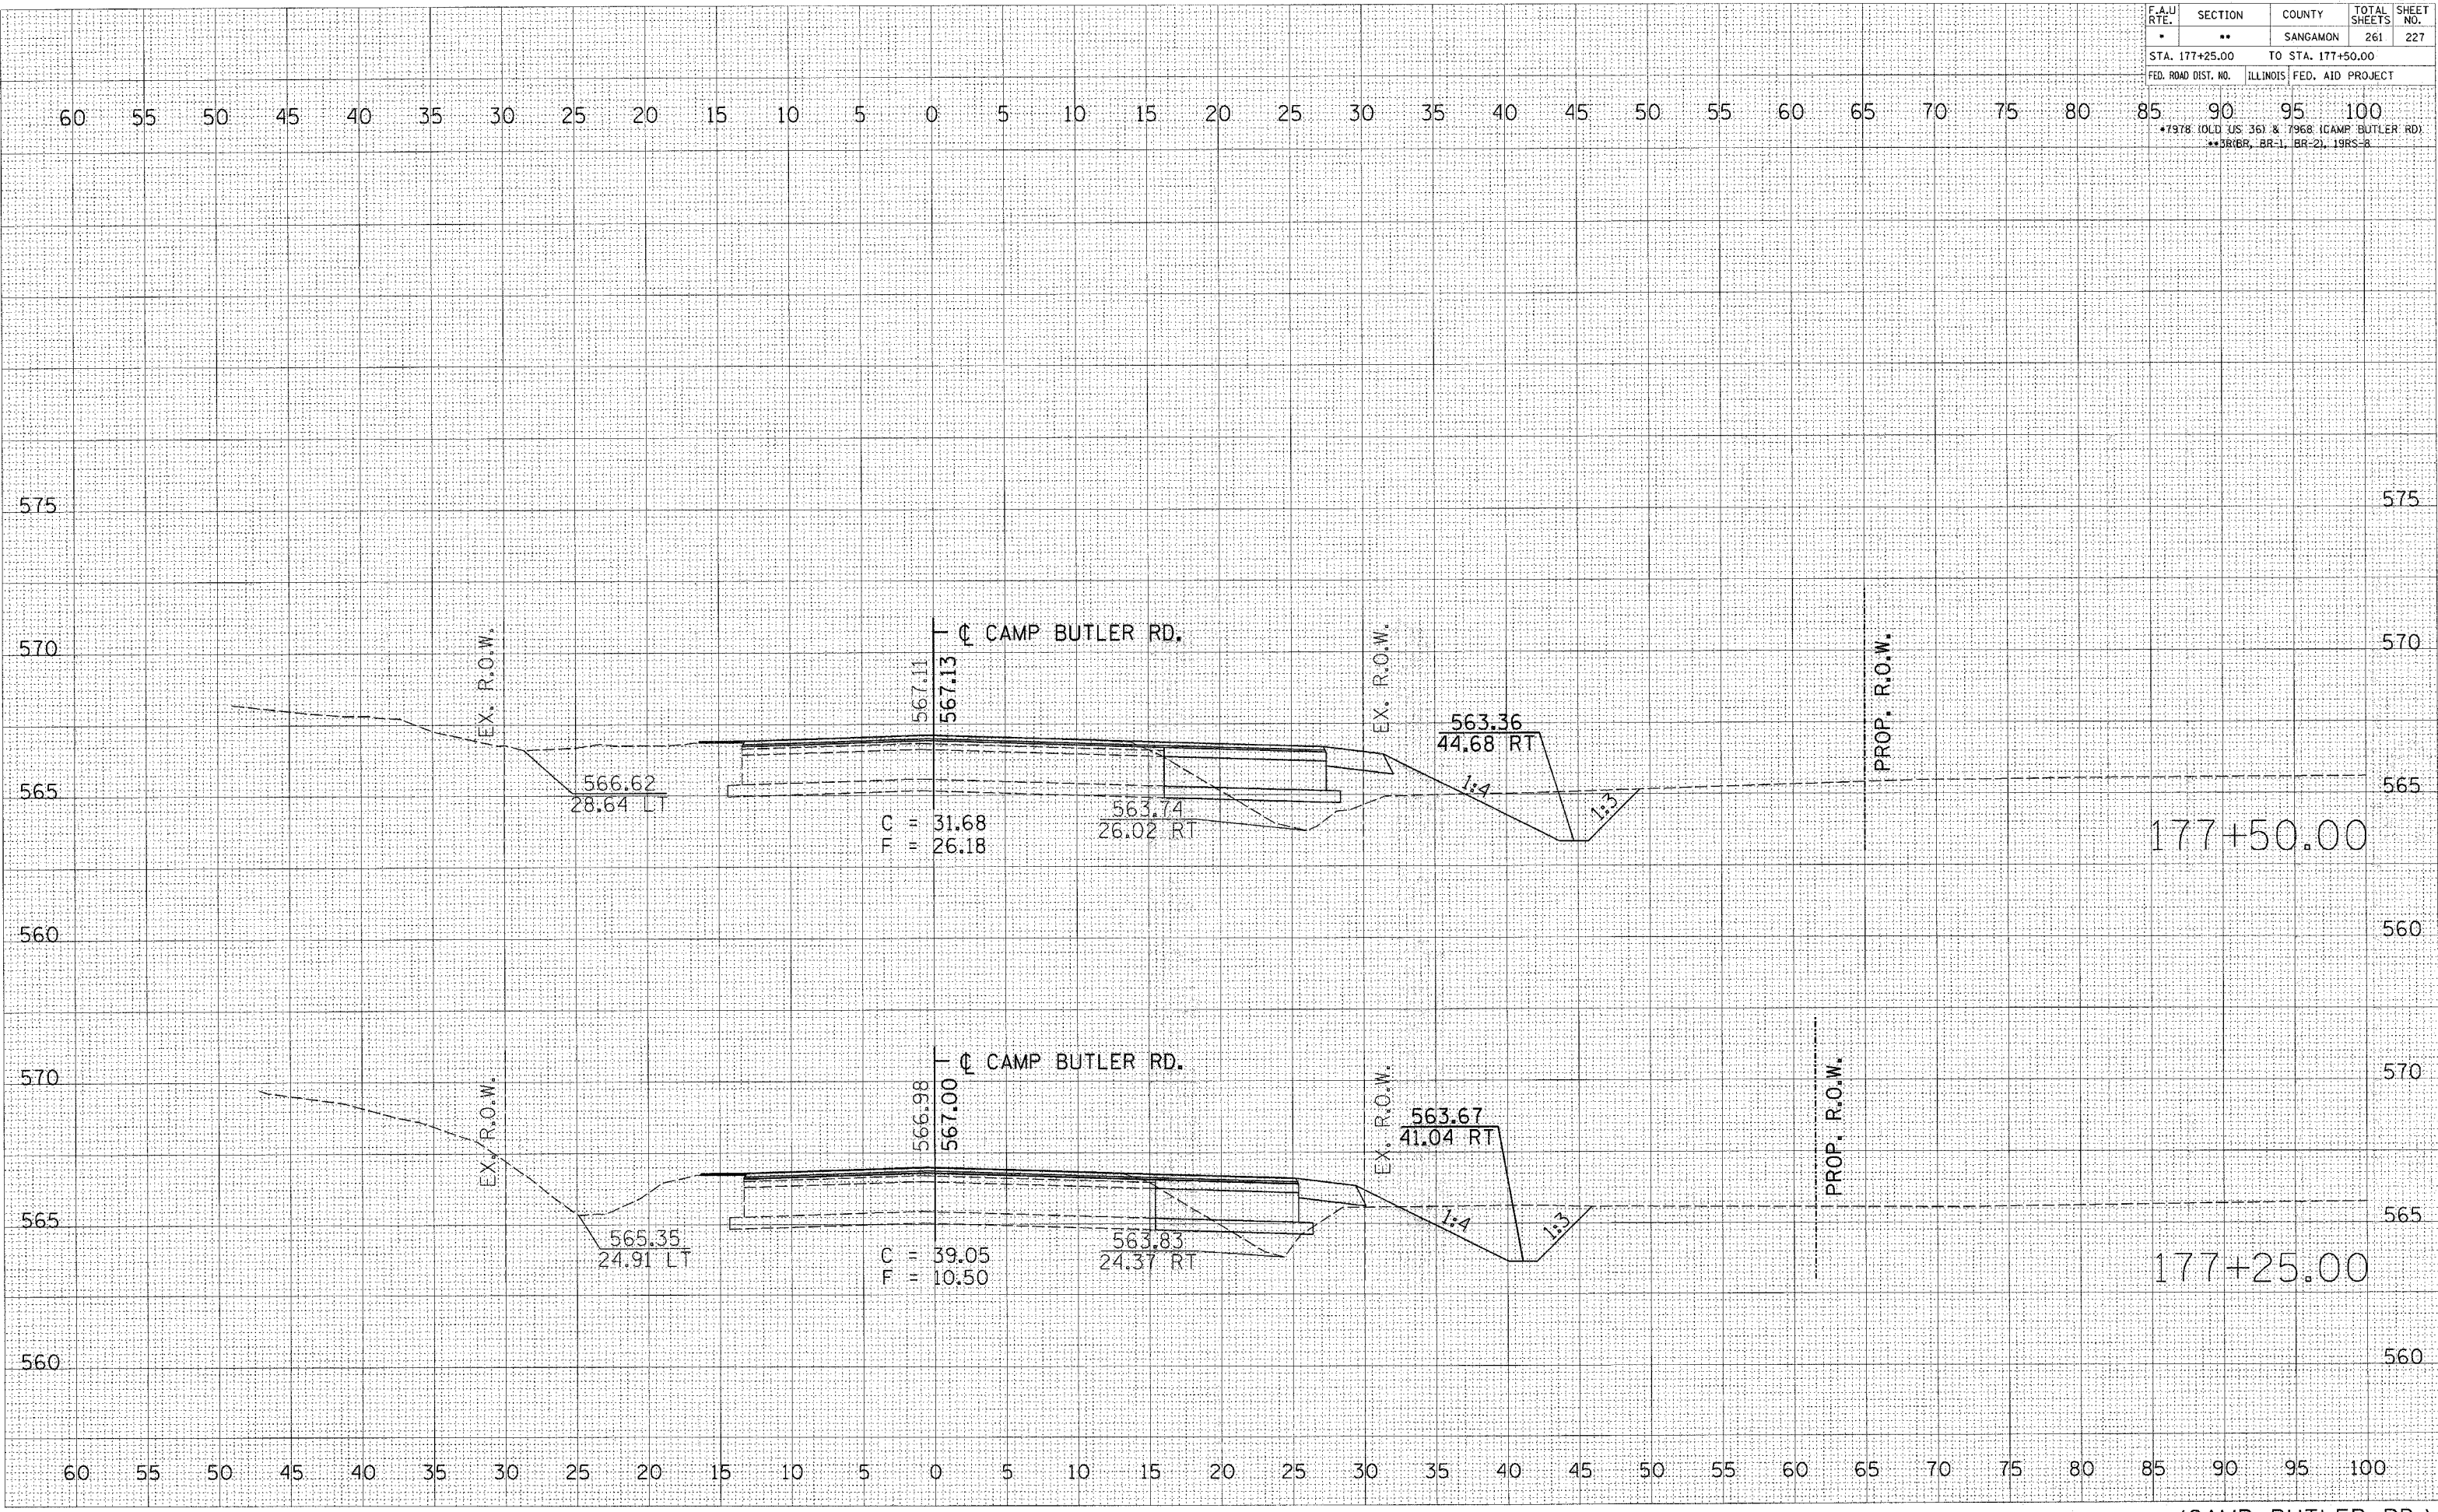 F.A.U RTE. SECTION COUNTY TOTAL SHEETS SHEET NO.
* ** SANGAMON 261 227
STA. 177+25.00 TO STA. 177+50.00
FED. ROAD DIST. NO. ILLINOIS FED. AID PROJECT
60 55 50 45 40 35 30 25 20 15 10 5 0 5 10 15 20 25 30 35 40 45 50 55 60 65 70 75 80 85 90 95 100
*7978 (OLD US 36) & 7968 (CAMP BUTLER RD)
**3R(BR, BR-1, BR-2), 19RS-8
575 575
570 570
EX. R.O.W.
567.11
567.13
℄ CAMP BUTLER RD.
EX. R.O.W.
PROP. R.O.W.
563.36
44.68 RT
566.62
28.64 LT
565 565
1:4
1:3
563.74
26.02 RT
C = 31.68
F = 26.18
177+50.00
560 560
570 570
EX. R.O.W.
566.98
567.00
℄ CAMP BUTLER RD.
EX. R.O.W.
PROP. R.O.W.
563.67
41.04 RT
565 565
1:4
1:3
565.35
24.91 LT
563.83
24.37 RT
C = 39.05
F = 10.50
177+25.00
560 560
60 55 50 45 40 35 30 25 20 15 10 5 0 5 10 15 20 25 30 35 40 45 50 55 60 65 70 75 80 85 90 95 100